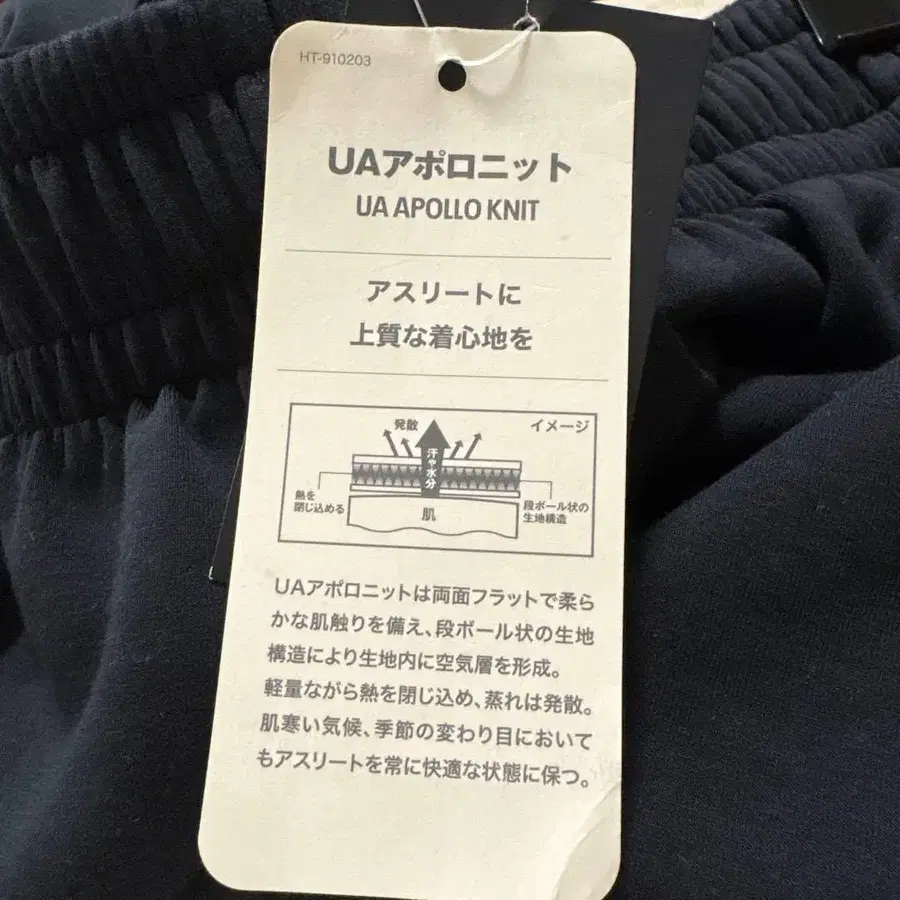 HT-910203
UAアポロニット
UA APOLLO KNIT
アスリートに
上質な着心地を
イメージ
発散
汗や水分
熱を
閉じ込める
肌
段ボール状の
生地構造
UAアポロニットは両面フラットで柔ら
かな肌触りを備え、段ボール状の生地
構造により生地内に空気層を形成。
軽量ながら熱を閉じ込め、蒸れは発散。
肌寒い気候、季節の変わり目において
もアスリートを常に快適な状態に保つ。